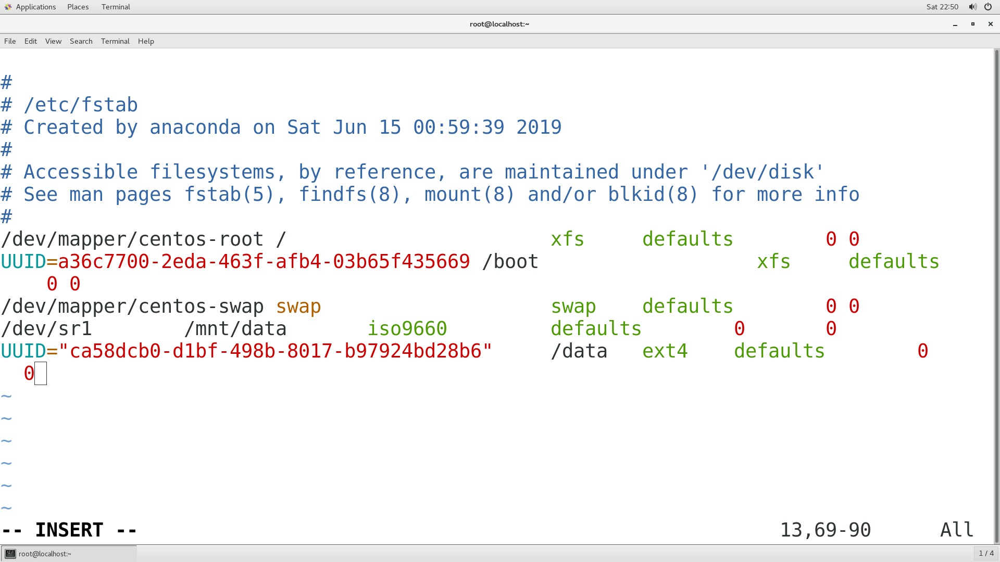 Applications Places Terminal Sat 22:50
root@localhost:~
File Edit View Search Terminal Help
#
# /etc/fstab
# Created by anaconda on Sat Jun 15 00:59:39 2019
#
# Accessible filesystems, by reference, are maintained under '/dev/disk'
# See man pages fstab(5), findfs(8), mount(8) and/or blkid(8) for more info
#
/dev/mapper/centos-root / xfs defaults 0 0
UUID=a36c7700-2eda-463f-afb4-03b65f435669 /boot xfs defaults
0 0
/dev/mapper/centos-swap swap swap defaults 0 0
/dev/sr1 /mnt/data iso9660 defaults 0 0
UUID="ca58dcb0-d1bf-498b-8017-b97924bd28b6" /data ext4 defaults 0
0
~
~
~
~
~
~
-- INSERT -- 13,69-90 All
root@localhost:~ 1 / 4